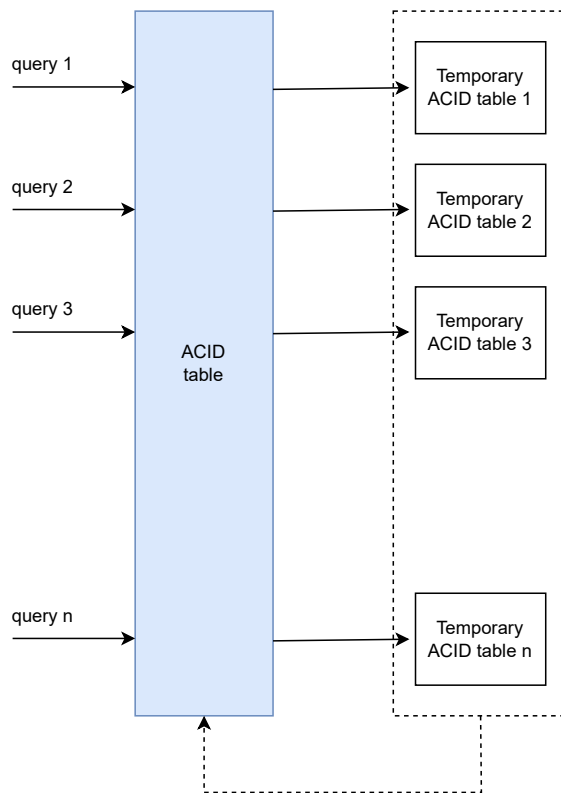 query 1
Temporary
ACID table 1
query 2
Temporary
ACID table 2
query 3
Temporary
ACID table 3
ACID
table
query n
Temporary
ACID table n